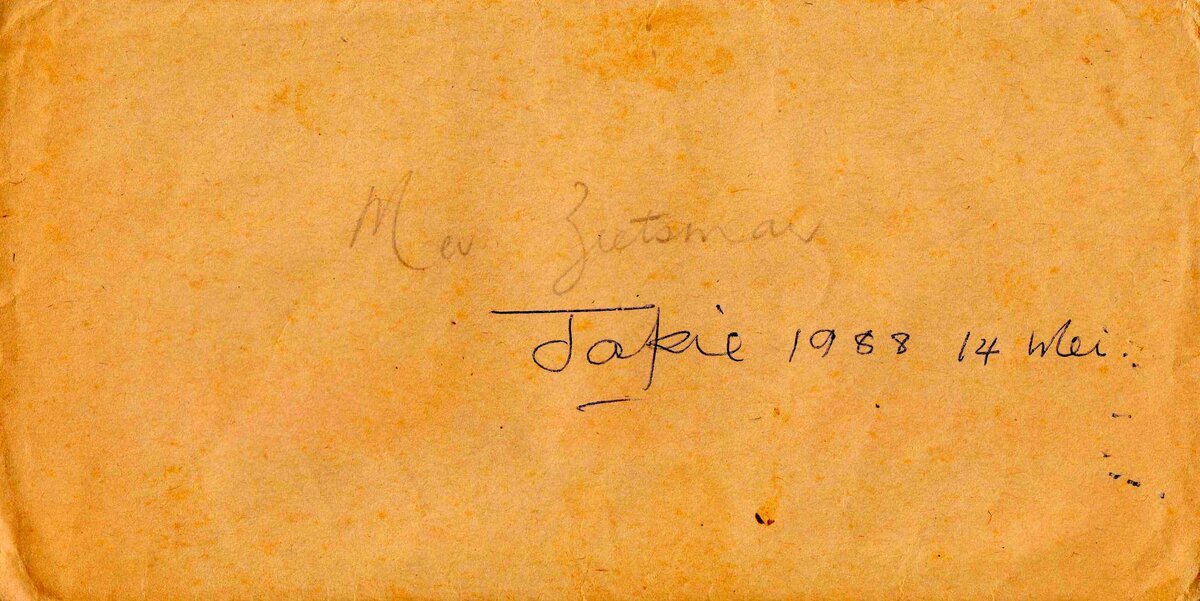 Mev Zietsman
Jakie 1988 14 Mei.